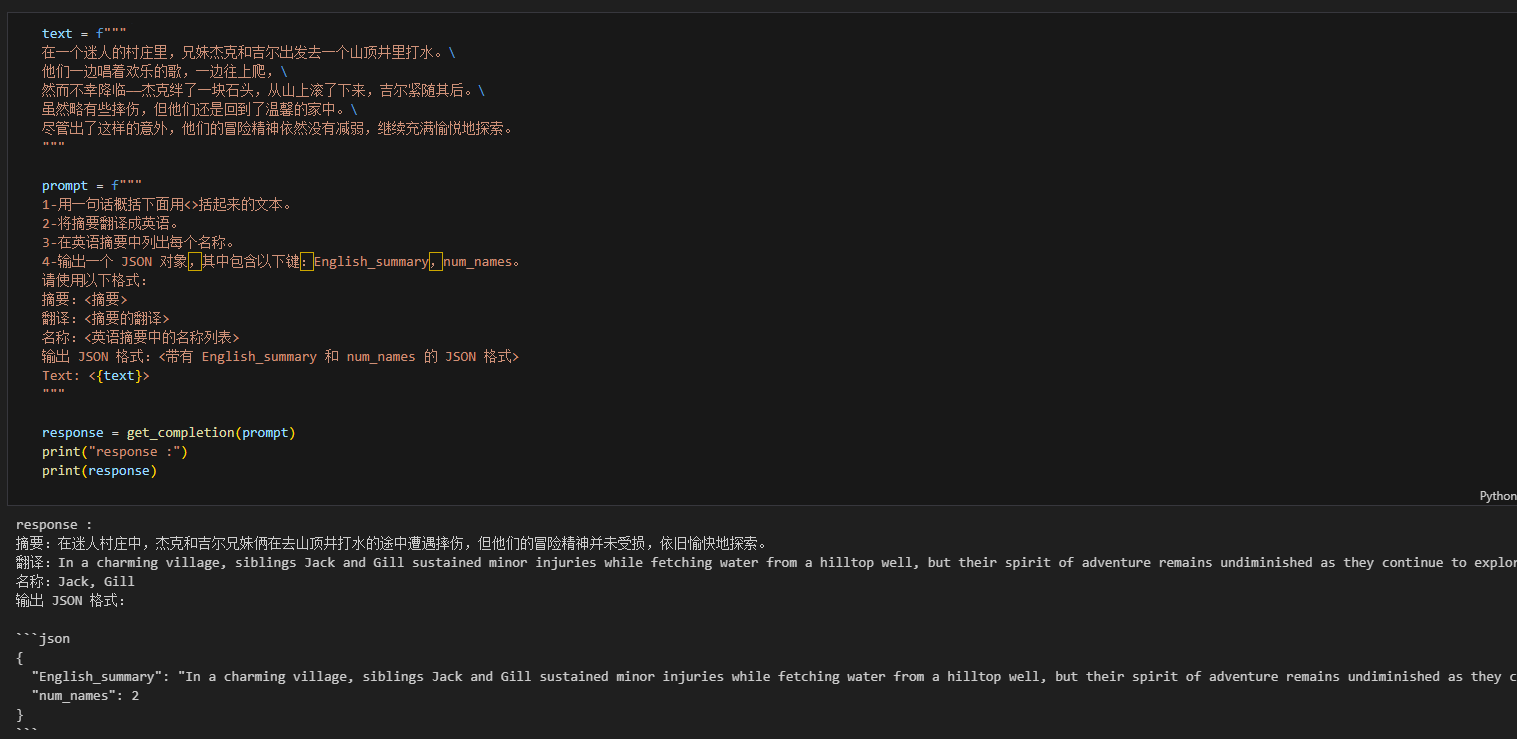 text = f"""
在一个迷人的村庄里，兄妹杰克和吉尔出发去一个山顶井里打水。\
他们一边唱着欢乐的歌，一边往上爬，\
然而不幸降临——杰克绊了一块石头，从山上滚了下来，吉尔紧随其后。\
虽然略有些摔伤，但他们还是回到了温馨的家中。\
尽管出了这样的意外，他们的冒险精神依然没有减弱，继续充满愉悦地探索。
"""
prompt = f"""
1-用一句话概括下面用<>括起来的文本。
2-将摘要翻译成英语。
3-在英语摘要中列出每个名称。
4-输出一个 JSON 对象，其中包含以下键：English_summary，num_names。
请使用以下格式：
摘要：<摘要>
翻译：<摘要的翻译>
名称：<英语摘要中的名称列表>
输出 JSON 格式：<带有 English_summary 和 num_names 的 JSON 格式>
Text: <{text}>
"""
response = get_completion(prompt)
print("response :")
print(response)
Python
response :
摘要：在迷人村庄中，杰克和吉尔兄妹俩在去山顶井打水的途中遭遇摔伤，但他们的冒险精神并未受损，依旧愉快地探索。
翻译：In a charming village, siblings Jack and Gill sustained minor injuries while fetching water from a hilltop well, but their spirit of adventure remains undiminished as they continue to explor
名称：Jack, Gill
输出 JSON 格式：
```json
{
"English_summary": "In a charming village, siblings Jack and Gill sustained minor injuries while fetching water from a hilltop well, but their spirit of adventure remains undiminished as they c
"num_names": 2
}
```